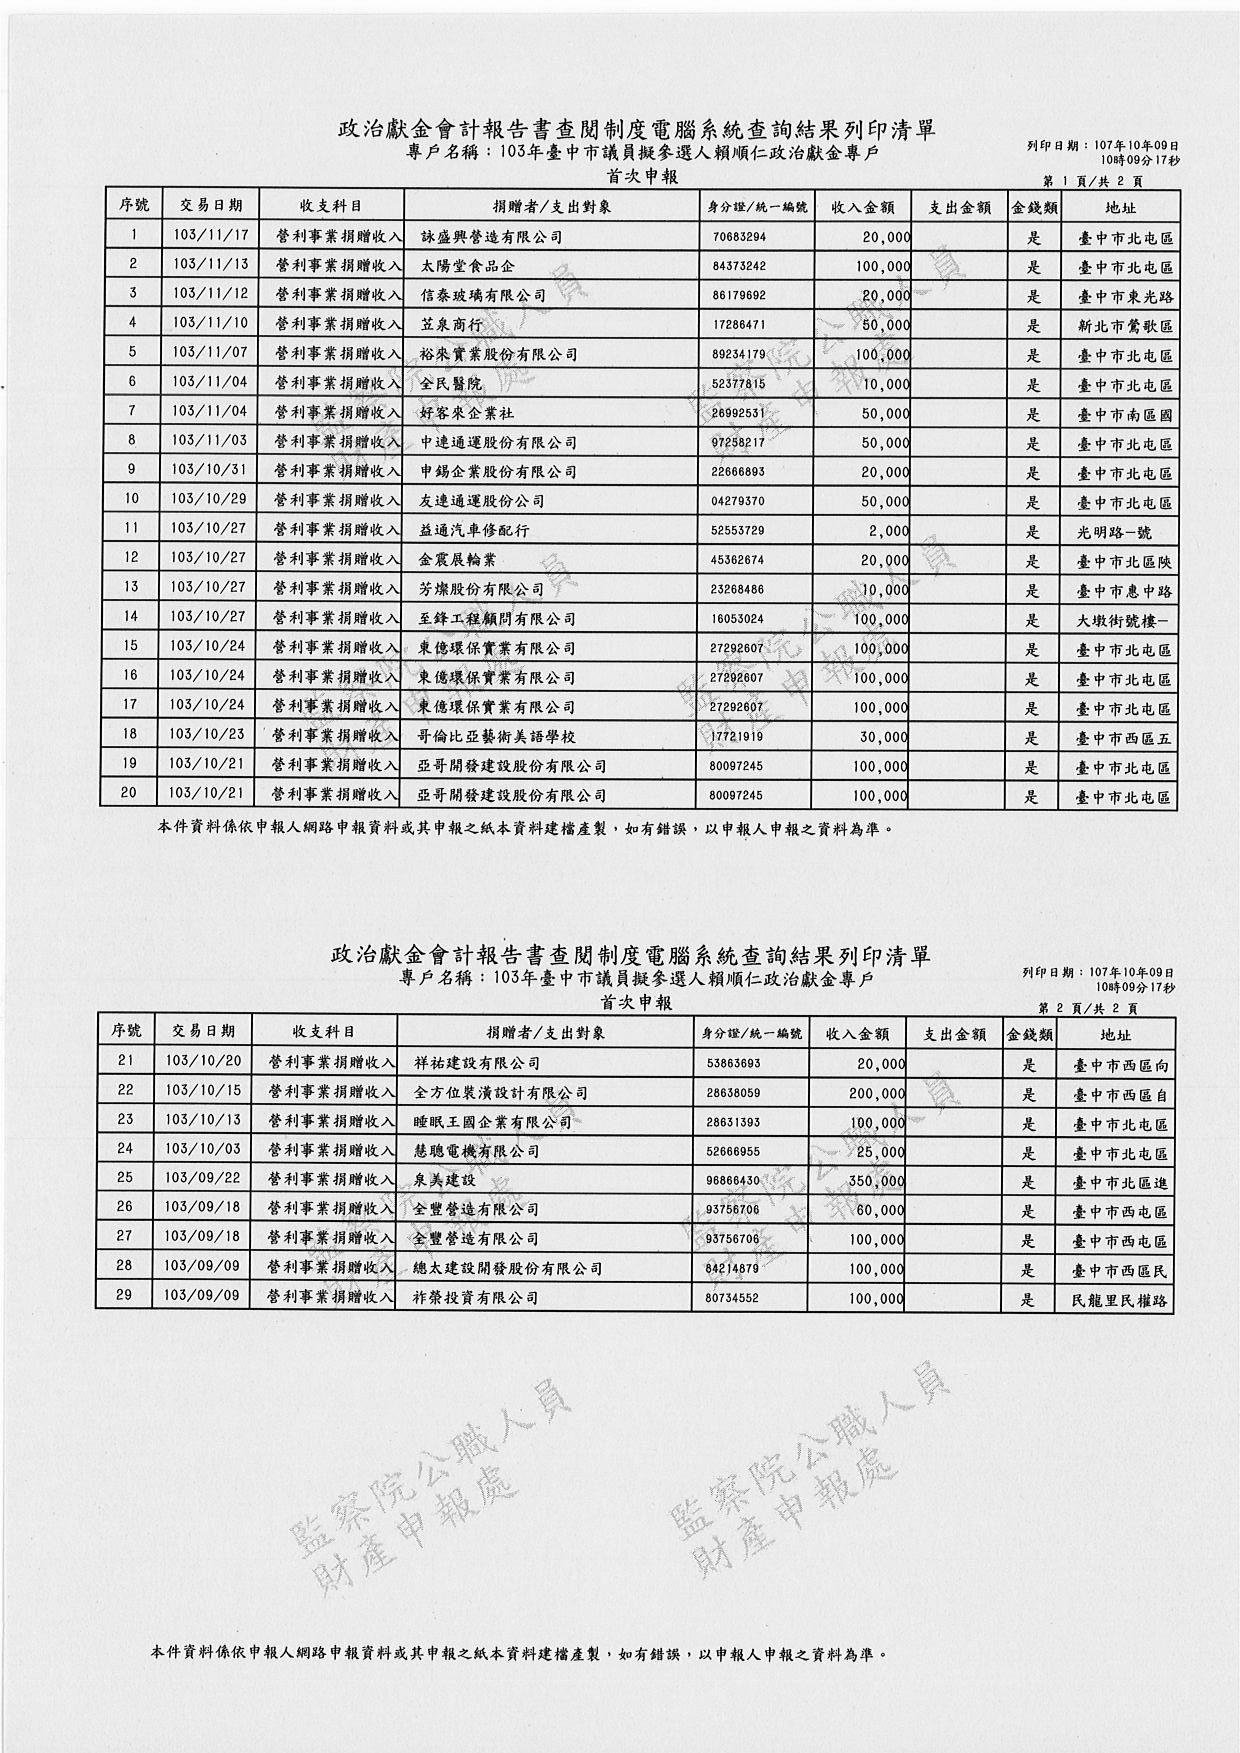 政治獻金會計報告書查閱制度電腦系統查詢結果列印清單
專戶名稱：103年臺中市議員擬參選人賴順仁政治獻金專戶
列印日期：107年10年09日
10時09分17秒
首次申報
第 1 頁/共 2 頁
序號 交易日期 收支科目 捐贈者/支出對象 身分證/統一編號 收入金額 支出金額 金錢類 地址
1 103/11/17 營利事業捐贈收入 詠盛興營造有限公司 70683294 20,000 是 臺中市北屯區
2 103/11/13 營利事業捐贈收入 太陽堂食品企 84373242 100,000 是 臺中市北屯區
3 103/11/12 營利事業捐贈收入 信泰玻璃有限公司 86179692 20,000 是 臺中市東光路
4 103/11/10 營利事業捐贈收入 苙泉商行 17286471 50,000 是 新北市鶯歌區
5 103/11/07 營利事業捐贈收入 裕來實業股份有限公司 89234179 100,000 是 臺中市北屯區
6 103/11/04 營利事業捐贈收入 全民醫院 52377815 10,000 是 臺中市北屯區
7 103/11/04 營利事業捐贈收入 好客來企業社 26992531 50,000 是 臺中市南區國
8 103/11/03 營利事業捐贈收入 中連通運股份有限公司 97258217 50,000 是 臺中市北屯區
9 103/10/31 營利事業捐贈收入 申錫企業股份有限公司 22666893 20,000 是 臺中市北屯區
10 103/10/29 營利事業捐贈收入 友連通運股份公司 04279370 50,000 是 臺中市北屯區
11 103/10/27 營利事業捐贈收入 益通汽車修配行 52553729 2,000 是 光明路一號
12 103/10/27 營利事業捐贈收入 金震展輪業 45362674 20,000 是 臺中市北區陝
13 103/10/27 營利事業捐贈收入 芳燦股份有限公司 23268486 10,000 是 臺中市惠中路
14 103/10/27 營利事業捐贈收入 至鋒工程顧問有限公司 16053024 100,000 是 大墩街號樓一
15 103/10/24 營利事業捐贈收入 東億環保實業有限公司 27292607 100,000 是 臺中市北屯區
16 103/10/24 營利事業捐贈收入 東億環保實業有限公司 27292607 100,000 是 臺中市北屯區
17 103/10/24 營利事業捐贈收入 東億環保實業有限公司 27292607 100,000 是 臺中市北屯區
18 103/10/23 營利事業捐贈收入 哥倫比亞藝術美語學校 17721919 30,000 是 臺中市西區五
19 103/10/21 營利事業捐贈收入 亞哥開發建設股份有限公司 80097245 100,000 是 臺中市北屯區
20 103/10/21 營利事業捐贈收入 亞哥開發建設股份有限公司 80097245 100,000 是 臺中市北屯區
本件資料係依申報人網路申報資料或其申報之紙本資料建檔產製，如有錯誤，以申報人申報之資料為準。
政治獻金會計報告書查閱制度電腦系統查詢結果列印清單
專戶名稱：103年臺中市議員擬參選人賴順仁政治獻金專戶
列印日期：107年10年09日
10時09分17秒
首次申報
第 2 頁/共 2 頁
序號 交易日期 收支科目 捐贈者/支出對象 身分證/統一編號 收入金額 支出金額 金錢類 地址
21 103/10/20 營利事業捐贈收入 祥祐建設有限公司 53863693 20,000 是 臺中市西區向
22 103/10/15 營利事業捐贈收入 全方位裝潢設計有限公司 28638059 200,000 是 臺中市西區自
23 103/10/13 營利事業捐贈收入 睡眠王國企業有限公司 28631393 100,000 是 臺中市北屯區
24 103/10/03 營利事業捐贈收入 慧聰電機有限公司 52666955 25,000 是 臺中市北屯區
25 103/09/22 營利事業捐贈收入 泉美建設 96866430 350,000 是 臺中市北區進
26 103/09/18 營利事業捐贈收入 全豐營造有限公司 93756706 60,000 是 臺中市西屯區
27 103/09/18 營利事業捐贈收入 全豐營造有限公司 93756706 100,000 是 臺中市西屯區
28 103/09/09 營利事業捐贈收入 總太建設開發股份有限公司 84214879 100,000 是 臺中市西區民
29 103/09/09 營利事業捐贈收入 祚榮投資有限公司 80734552 100,000 是 民龍里民權路
監察院公職人員
財產申報處
監察院公職人員
財產申報處
本件資料係依申報人網路申報資料或其申報之紙本資料建檔產製，如有錯誤，以申報人申報之資料為準。